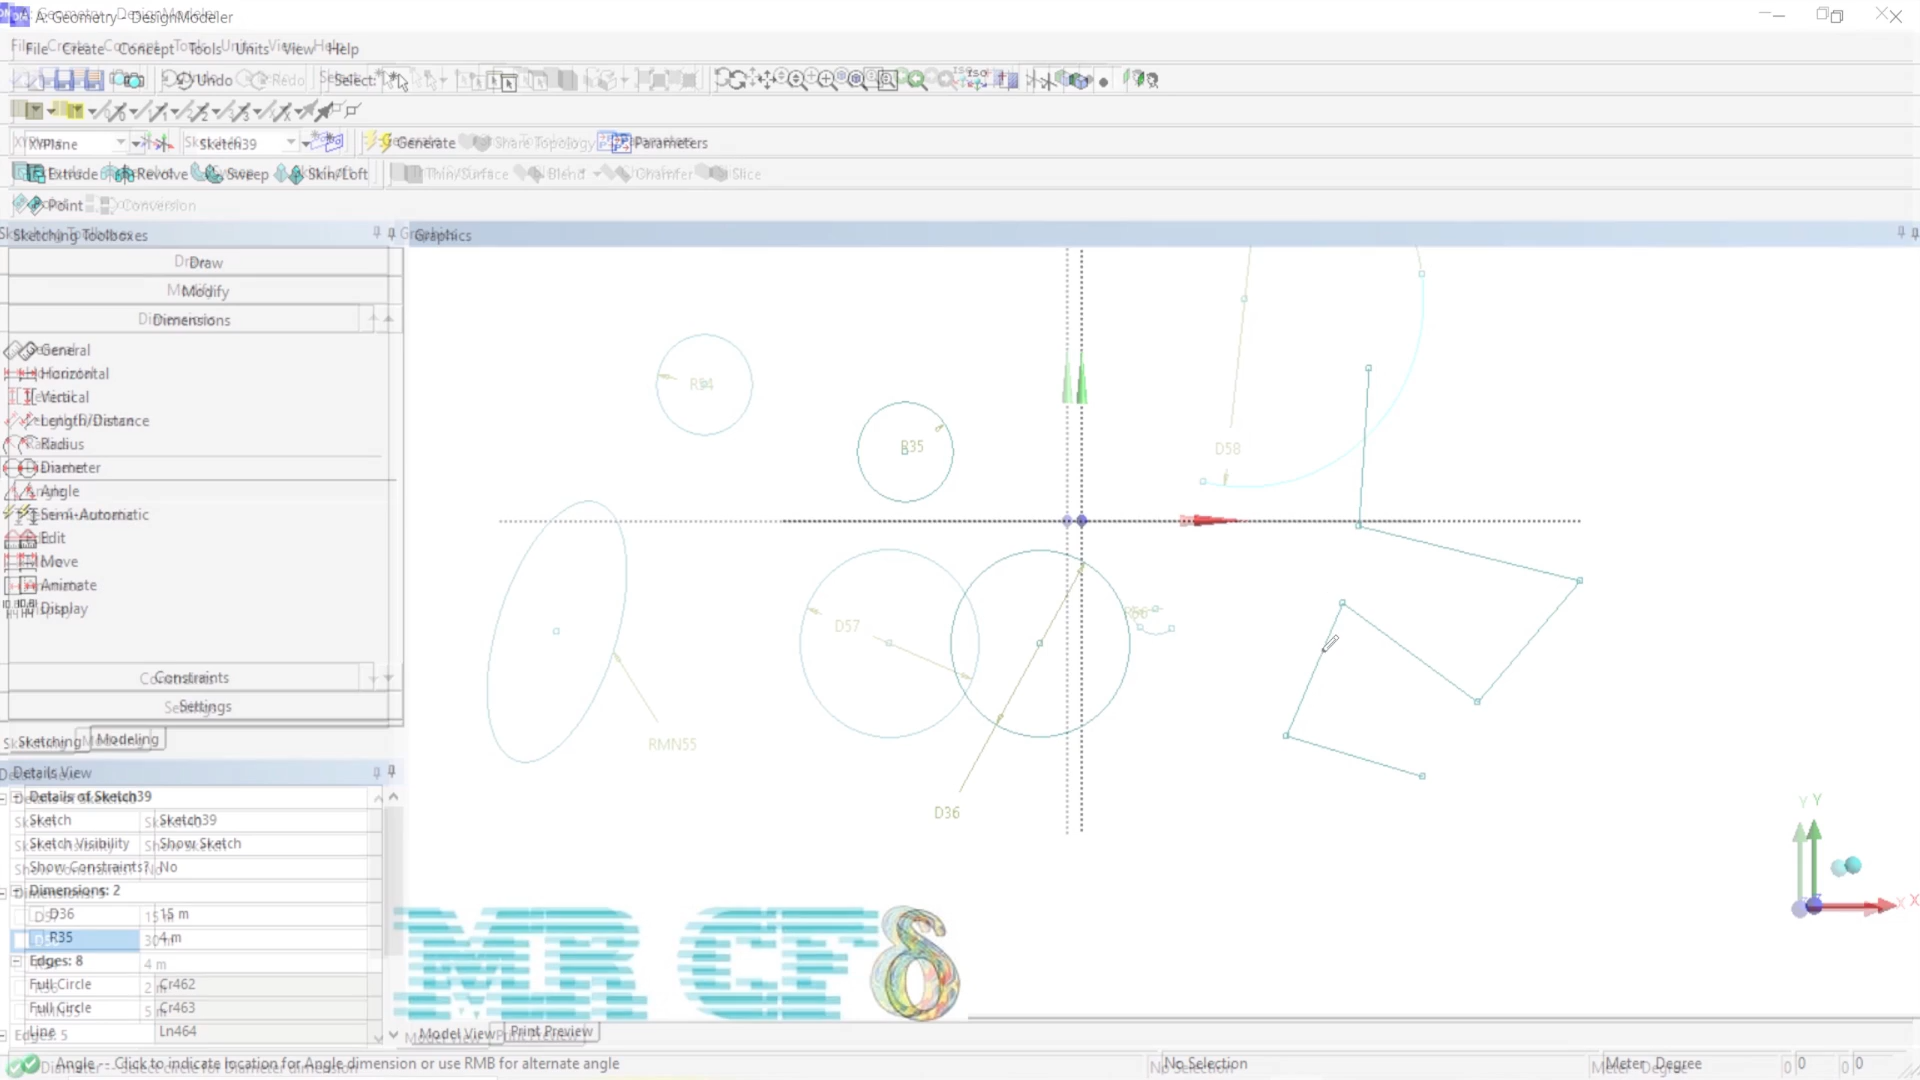 A: Geometry - DesignModeler
File Create Concept Tools Units View Help
Undo Redo Select:
XYPlane Sketch39 Generate Share Topology Parameters
Extrude Revolve Sweep Skin/Loft Thin/Surface Blend Chamfer Slice
Point Conversion
Sketching Toolboxes
Graphics
Draw
Modify
Dimensions
General
Horizontal
Vertical
Length/Distance
Radius
Diameter
Angle
Semi-Automatic
Edit
Move
Animate
Display
Constraints
Settings
Sketching Modeling
Details View
Details of Sketch39
Sketch Sketch39
Sketch Visibility Show Sketch
Show Constraints? No
Dimensions: 2
D36 15 m
R35 4 m
Edges: 8
Full Circle Cr462
Full Circle Cr463
Line Ln464
R35
D58
D57
RMN55
D36
Y Y
X X
MR CFδ
Model View Print Preview
Angle -- Click to indicate location for Angle dimension or use RMB for alternate angle
No Selection
Meter Degree 0 0